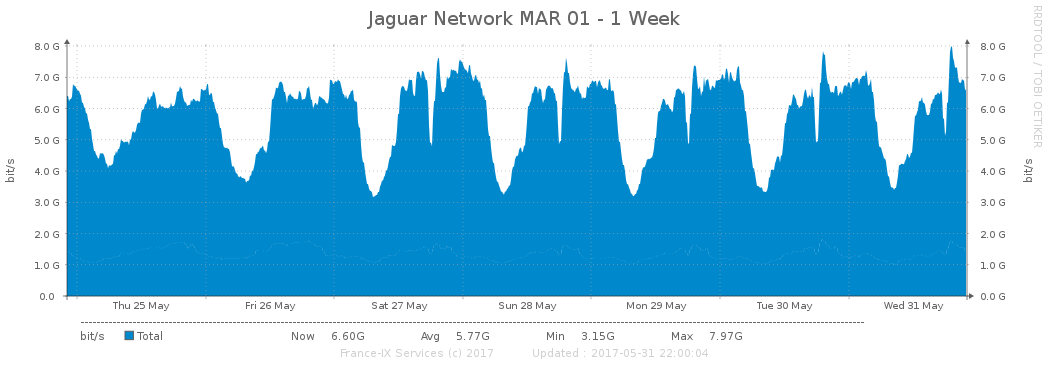 Jaguar Network MAR 01 - 1 Week
RRDTOOL / TOBI OETIKER
bit/s
8.0 G 8.0 G
7.0 G 7.0 G
6.0 G 6.0 G
5.0 G 5.0 G
4.0 G 4.0 G
3.0 G 3.0 G
2.0 G 2.0 G
1.0 G 1.0 G
0.0 0.0 G
bit/s
Thu 25 May Fri 26 May Sat 27 May Sun 28 May Mon 29 May Tue 30 May Wed 31 May
bit/s Total Now 6.60G Avg 5.77G Min 3.15G Max 7.97G
France-IX Services (c) 2017 Updated : 2017-05-31 22:00:04